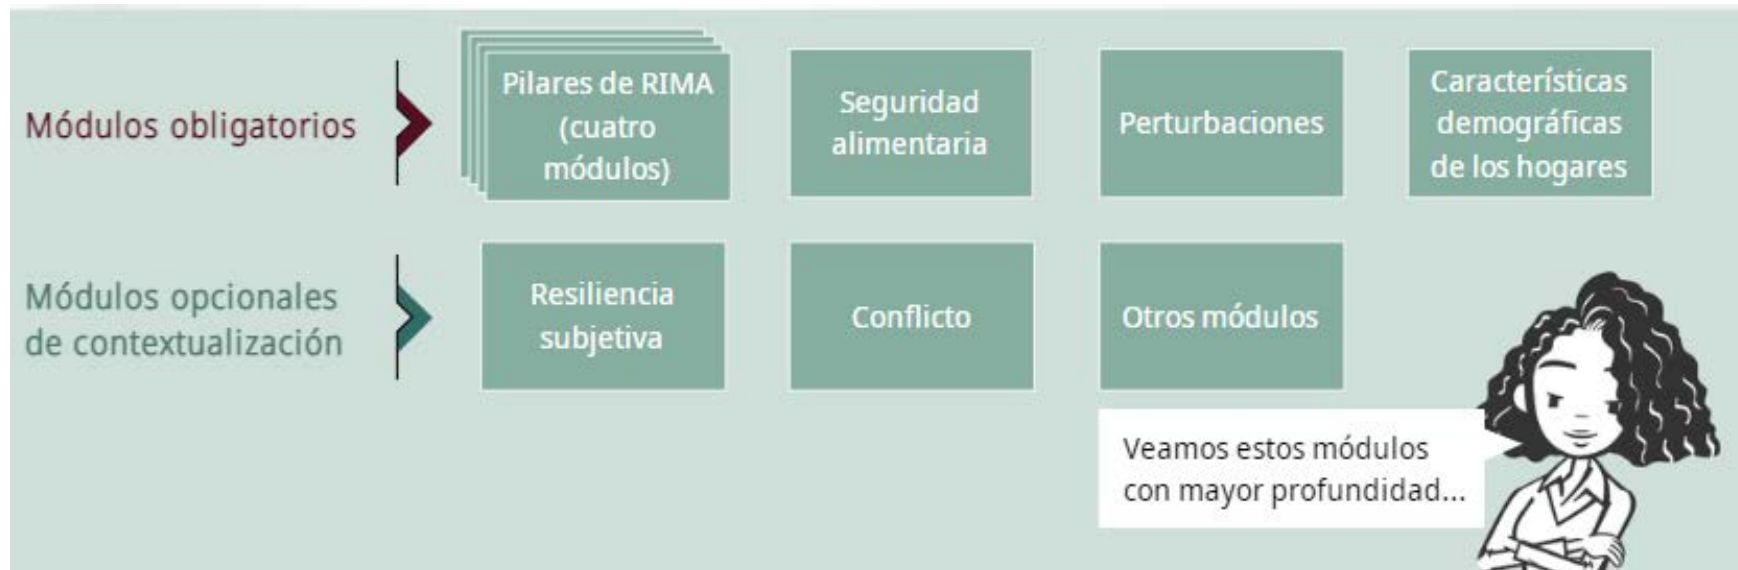 Módulos obligatorios
Pilares de RIMA
(cuatro
módulos)
Seguridad
alimentaria
Perturbaciones
Características
demográficas
de los hogares
Módulos opcionales
de contextualización
Resiliencia
subjetiva
Conflicto
Otros módulos
Veamos estos módulos
con mayor profundidad...